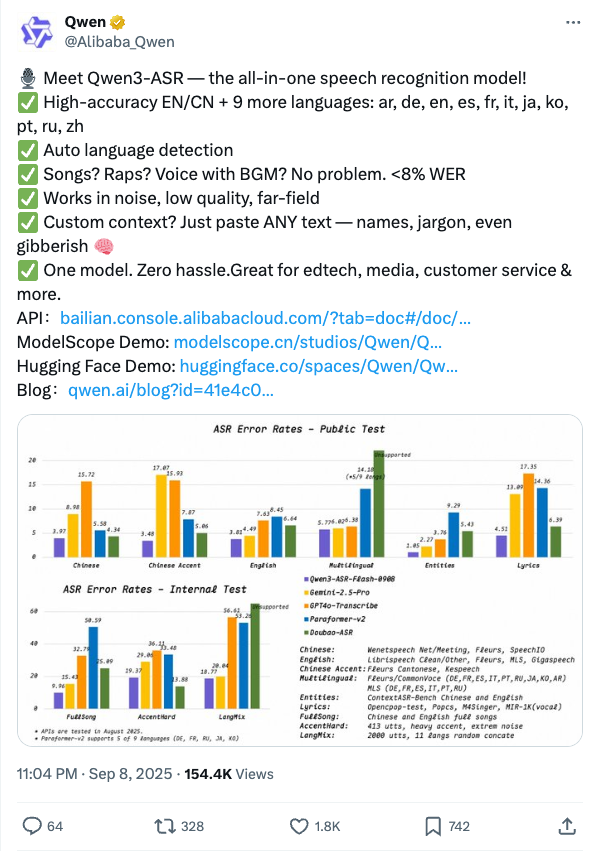 Qwen
@Alibaba_Qwen
🎙️ Meet Qwen3-ASR — the all-in-one speech recognition model!
✅ High-accuracy EN/CN + 9 more languages: ar, de, en, es, fr, it, ja, ko,
pt, ru, zh
✅ Auto language detection
✅ Songs? Raps? Voice with BGM? No problem. <8% WER
✅ Works in noise, low quality, far-field
✅ Custom context? Just paste ANY text — names, jargon, even
gibberish 🧠
✅ One model. Zero hassle.Great for edtech, media, customer service &
more.
API： bailian.console.alibabacloud.com/?tab=doc#/doc/...
ModelScope Demo: modelscope.cn/studios/Qwen/Q...
Hugging Face Demo: huggingface.co/spaces/Qwen/Qw...
Blog： qwen.ai/blog?id=41e4c0...
ASR Error Rates - Public Test
20
15
10
5
0
3.97 8.98 15.72 5.58 4.34
3.48 17.07 15.93 7.87 5.06
3.81 4.49 7.63 8.45 6.64
5.77 6.02 6.38 14.18 Unsupported
(*5/9 langs)
1.05 2.27 3.76 9.29 5.43
4.51 13.09 17.35 14.36 6.39
Chinese Chinese Accent English Multilingual Entities Lyrics
ASR Error Rates - Internal Test
60
40
20
0
9.96 15.43 32.79 50.59 25.09
19.37 29.06 36.11 33.48 13.88
18.77 20.04 56.61 53.26 Unsupported
FullSong AccentHard LangMix
* APIs are tested in August 2025.
* Paraformer-v2 supports 5 of 9 languages (DE, FR, RU, JA, KO)
Qwen3-ASR-Flash-0908
Gemini-2.5-Pro
GPT4o-Transcribe
Paraformer-v2
Doubao-ASR
Chinese: Wenetspeech Net/Meeting, Fleurs, SpeechIO
English: Librispeech Clean/Other, Fleurs, MLS, Gigaspeech
Chinese Accent: Fleurs Cantonese, Kespeech
Multilingual: Fleurs/CommonVoce (DE,FR,ES,IT,PT,RU,JA,KO,AR)
MLS (DE,FR,ES,IT,PT,RU)
Entities: ContextASR-Bench Chinese and English
Lyrics: Opencpop-test, Popcs, M4Singer, MIR-1K(vocal)
FullSong: Chinese and English full songs
AccentHard: 413 utts, heavy accent, extrem noise
LangMix: 2000 utts, 11 langs random concate
11:04 PM · Sep 8, 2025 · 154.4K Views
64 328 1.8K 742